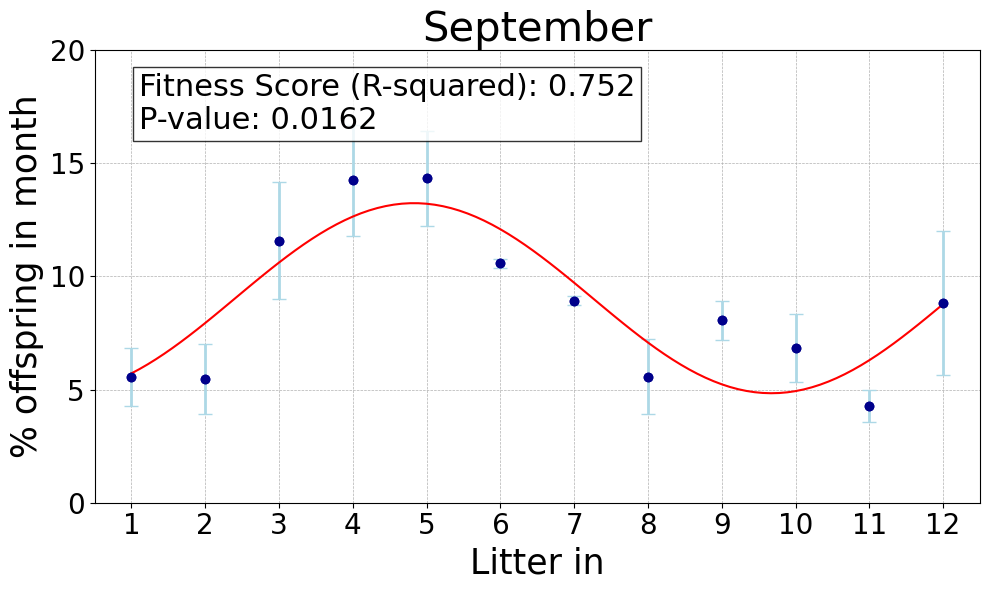 September
Fitness Score (R-squared): 0.752
P-value: 0.0162
% offspring in month
20
15
10
5
0
1 2 3 4 5 6 7 8 9 10 11 12
Litter in